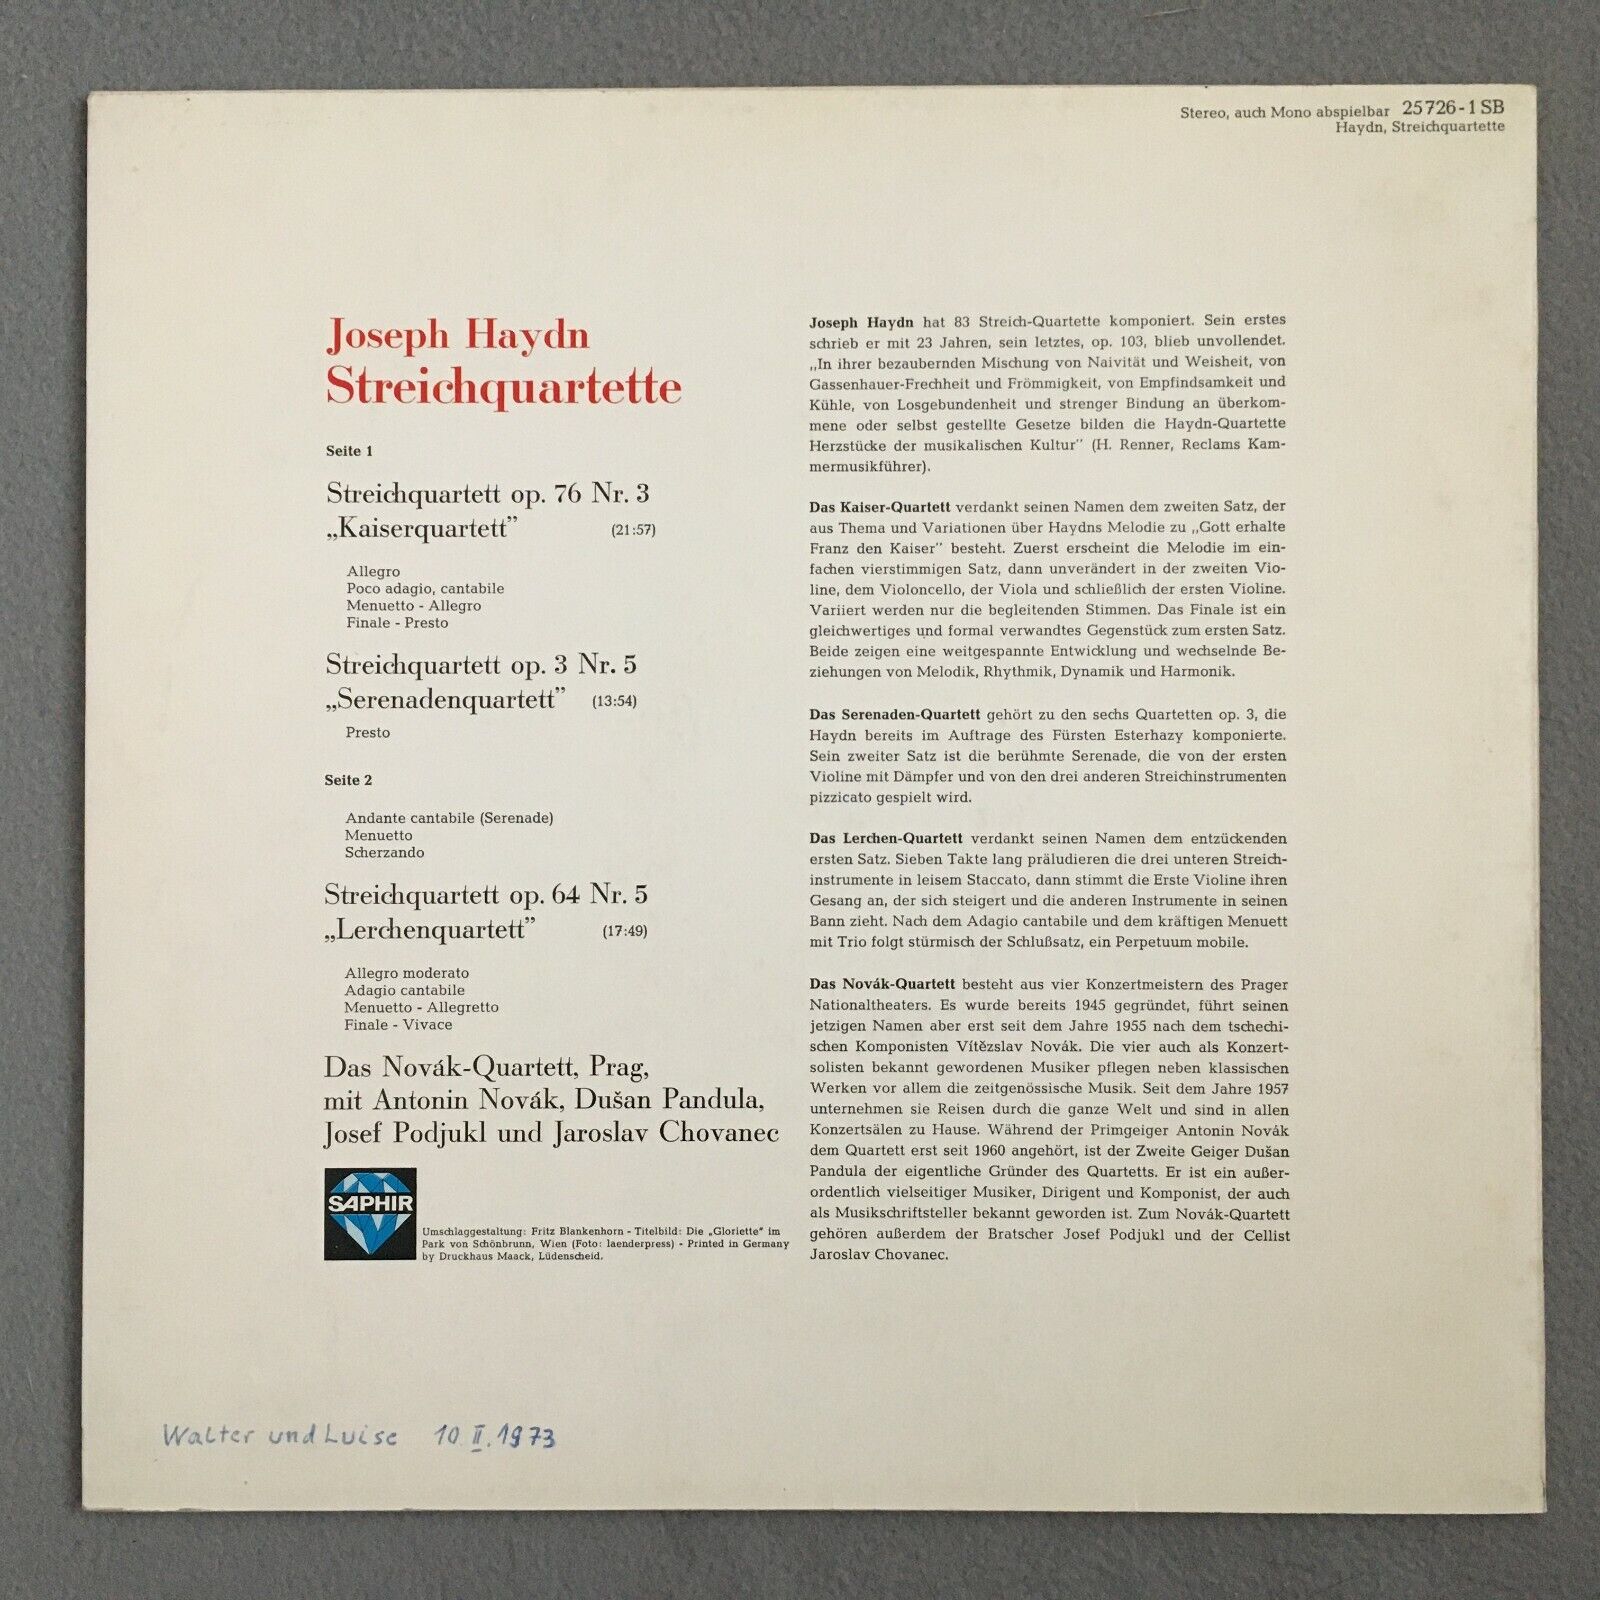 Stereo, auch Mono abspielbar 25726-1 SB
Haydn, Streichquartette
Joseph Haydn
Streichquartette
Seite 1
Streichquartett op. 76 Nr. 3
„Kaiserquartett” (21:57)
Allegro
Poco adagio, cantabile
Menuetto - Allegro
Finale - Presto
Streichquartett op. 3 Nr. 5
„Serenadenquartett” (13:54)
Presto
Seite 2
Andante cantabile (Serenade)
Menuetto
Scherzando
Streichquartett op. 64 Nr. 5
„Lerchenquartett” (17:49)
Allegro moderato
Adagio cantabile
Menuetto - Allegretto
Finale - Vivace
Das Novák-Quartett, Prag,
mit Antonin Novák, Dušan Pandula,
Josef Podjukl und Jaroslav Chovanec
SAPHIR
Umschlaggestaltung: Fritz Blankenhorn - Titelbild: Die „Gloriette” im
Park von Schönbrunn, Wien (Foto: laenderpress) - Printed in Germany
by Druckhaus Maack, Lüdenscheid.
Joseph Haydn hat 83 Streich-Quartette komponiert. Sein erstes
schrieb er mit 23 Jahren, sein letztes, op. 103, blieb unvollendet.
„In ihrer bezaubernden Mischung von Naivität und Weisheit, von
Gassenhauer-Frechheit und Frömmigkeit, von Empfindsamkeit und
Kühle, von Losgebundenheit und strenger Bindung an überkom-
mene oder selbst gestellte Gesetze bilden die Haydn-Quartette
Herzstücke der musikalischen Kultur” (H. Renner, Reclams Kam-
mermusikführer).
Das Kaiser-Quartett verdankt seinen Namen dem zweiten Satz, der
aus Thema und Variationen über Haydns Melodie zu „Gott erhalte
Franz den Kaiser” besteht. Zuerst erscheint die Melodie im ein-
fachen vierstimmigen Satz, dann unverändert in der zweiten Vio-
line, dem Violoncello, der Viola und schließlich der ersten Violine.
Variiert werden nur die begleitenden Stimmen. Das Finale ist ein
gleichwertiges und formal verwandtes Gegenstück zum ersten Satz.
Beide zeigen eine weitgespannte Entwicklung und wechselnde Be-
ziehungen von Melodik, Rhythmik, Dynamik und Harmonik.
Das Serenaden-Quartett gehört zu den sechs Quartetten op. 3, die
Haydn bereits im Auftrage des Fürsten Esterhazy komponierte.
Sein zweiter Satz ist die berühmte Serenade, die von der ersten
Violine mit Dämpfer und von den drei anderen Streichinstrumenten
pizzicato gespielt wird.
Das Lerchen-Quartett verdankt seinen Namen dem entzückenden
ersten Satz. Sieben Takte lang präludieren die drei unteren Streich-
instrumente in leisem Staccato, dann stimmt die Erste Violine ihren
Gesang an, der sich steigert und die anderen Instrumente in seinen
Bann zieht. Nach dem Adagio cantabile und dem kräftigen Menuett
mit Trio folgt stürmisch der Schlußsatz, ein Perpetuum mobile.
Das Novák-Quartett besteht aus vier Konzertmeistern des Prager
Nationaltheaters. Es wurde bereits 1945 gegründet, führt seinen
jetzigen Namen aber erst seit dem Jahre 1955 nach dem tschechi-
schen Komponisten Vítězslav Novák. Die vier auch als Konzert-
solisten bekannt gewordenen Musiker pflegen neben klassischen
Werken vor allem die zeitgenössische Musik. Seit dem Jahre 1957
unternehmen sie Reisen durch die ganze Welt und sind in allen
Konzertsälen zu Hause. Während der Primgeiger Antonin Novák
dem Quartett erst seit 1960 angehört, ist der Zweite Geiger Dušan
Pandula der eigentliche Gründer des Quartetts. Er ist ein außer-
ordentlich vielseitiger Musiker, Dirigent und Komponist, der auch
als Musikschriftsteller bekannt geworden ist. Zum Novák-Quartett
gehören außerdem der Bratscher Josef Podjukl und der Cellist
Jaroslav Chovanec.
Walter und Luise 10 II. 1973